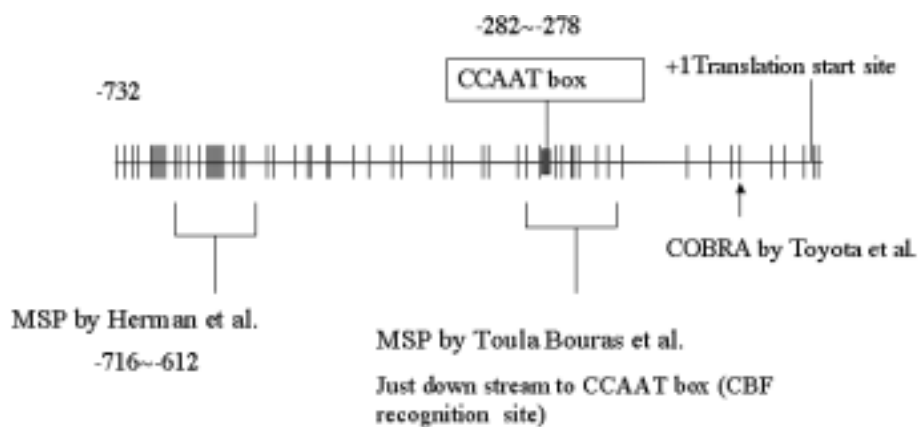 -282~-278
+1Translation start site
CCAAT box
-732
COBRA by Toyota et al.
MSP by Herman et al.
-716~-612
MSP by Toula Bouras et al.
Just down stream to CCAAT box (CBF
recognition site)